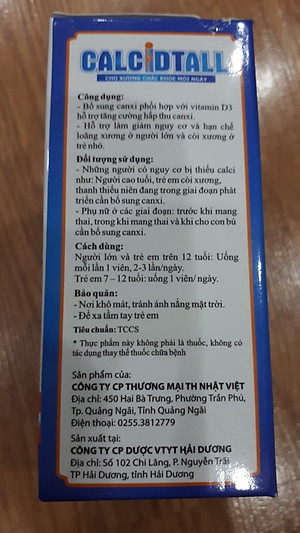 CALCIDTALL
CHO XƯƠNG CHẮC KHỎE MỖI NGÀY
Công dụng:
- Bổ sung canxi phối hợp với vitamin D3
hỗ trợ tăng cường hấp thu canxi.
- Hỗ trợ làm giảm nguy cơ và hạn chế
loãng xương ở người lớn và còi xương ở
trẻ nhỏ.
Đối tượng sử dụng:
- Những người có nguy cơ bị thiếu calci
như: Người cao tuổi, trẻ em còi xương,
thanh thiếu niên đang trong giai đoạn phát
triển cần bổ sung canxi.
- Phụ nữ ở các giai đoạn: trước khi mang
thai, trong khi mang thai và khi cho con bú
cần bổ sung canxi.
Cách dùng:
Người lớn và trẻ em trên 12 tuổi: Uống
mỗi lần 1 viên, 2-3 lần/ngày.
Trẻ em 7 – 12 tuổi: uống 1 viên/ ngày.
Bảo quản:
- Nơi khô mát, tránh ánh nắng mặt trời.
- Để xa tầm tay trẻ em
Tiêu chuẩn: TCCS
* Thực phẩm này không phải là thuốc, không có
tác dụng thay thế thuốc chữa bệnh
Sản phẩm của:
CÔNG TY CP THƯƠNG MẠI TH NHẬT VIỆT
Địa chỉ: 450 Hai Bà Trưng, Phường Trần Phú,
Tp. Quảng Ngãi, Tỉnh Quảng Ngãi
Điện thoại: 0255.3812779
Sản xuất tại:
CÔNG TY CP DƯỢC VTYT HẢI DƯƠNG
Địa chỉ: Số 102 Chi Lăng, P. Nguyễn Trãi
TP Hải Dương, tỉnh Hải Dương